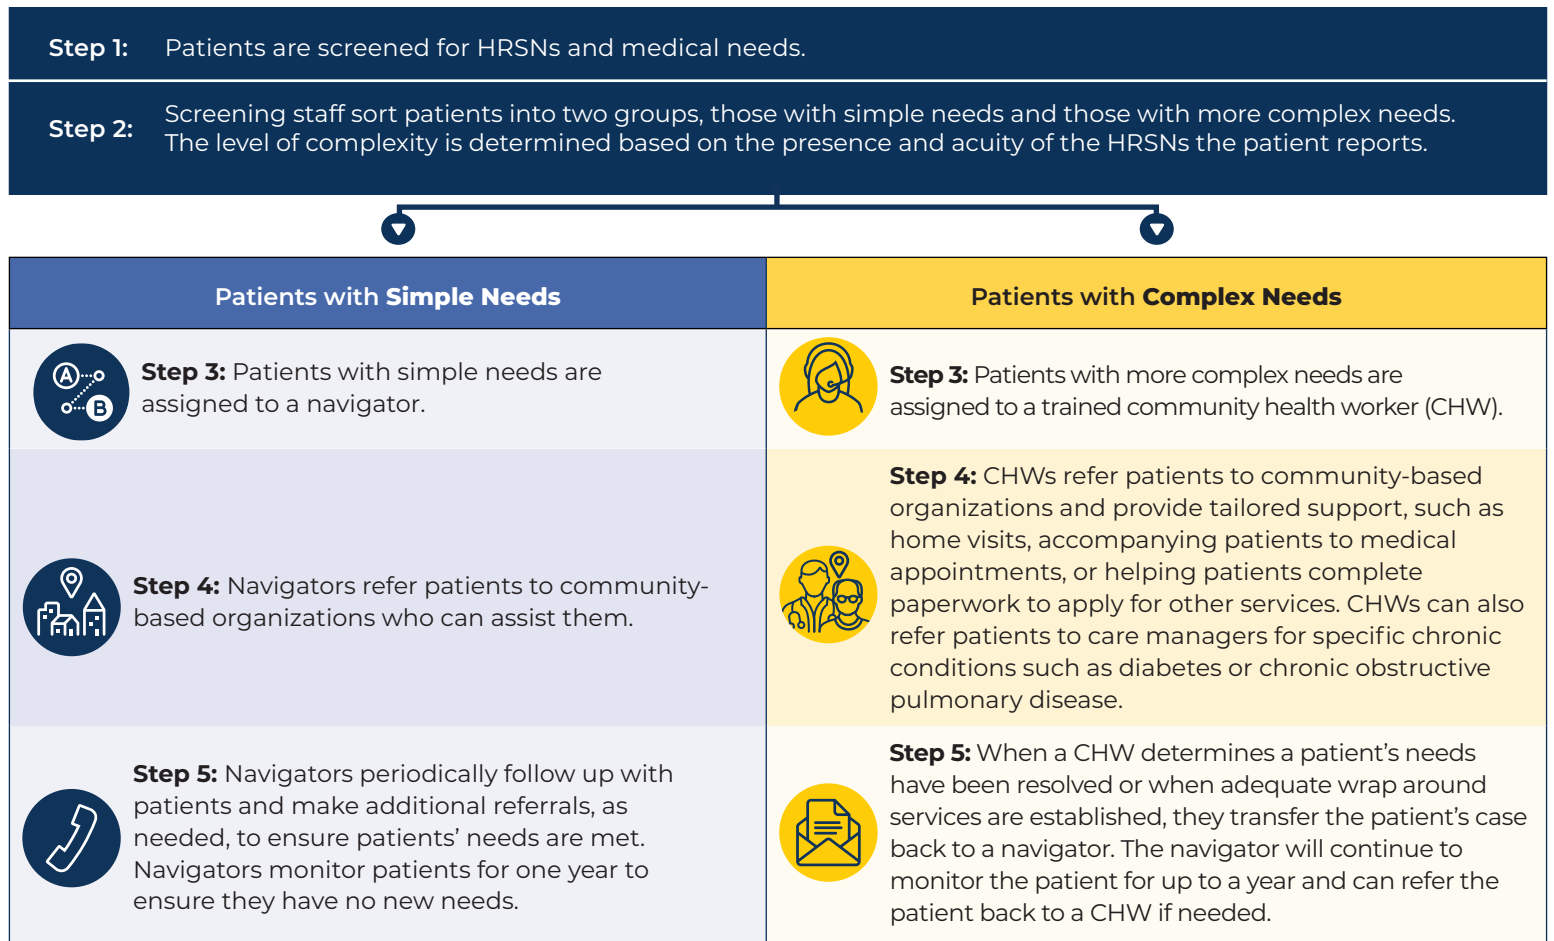 Step 1: Patients are screened for HRSNs and medical needs.
Step 2: Screening staff sort patients into two groups, those with simple needs and those with more complex needs.
The level of complexity is determined based on the presence and acuity of the HRSNs the patient reports.
Patients with Simple Needs
A
B
Step 3: Patients with simple needs are
assigned to a navigator.
Step 4: Navigators refer patients to community-
based organizations who can assist them.
Step 5: Navigators periodically follow up with
patients and make additional referrals, as
needed, to ensure patients’ needs are met.
Navigators monitor patients for one year to
ensure they have no new needs.
Patients with Complex Needs
Step 3: Patients with more complex needs are
assigned to a trained community health worker (CHW).
Step 4: CHWs refer patients to community-based
organizations and provide tailored support, such as
home visits, accompanying patients to medical
appointments, or helping patients complete
paperwork to apply for other services. CHWs can also
refer patients to care managers for specific chronic
conditions such as diabetes or chronic obstructive
pulmonary disease.
Step 5: When a CHW determines a patient’s needs
have been resolved or when adequate wrap around
services are established, they transfer the patient’s case
back to a navigator. The navigator will continue to
monitor the patient for up to a year and can refer the
patient back to a CHW if needed.